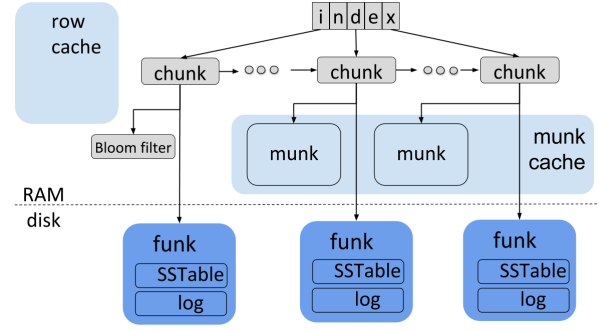 row
cache
index
chunk
chunk
chunk
Bloom filter
munk
munk
munk
cache
RAM
disk
funk
SSTable
log
funk
SSTable
log
funk
SSTable
log